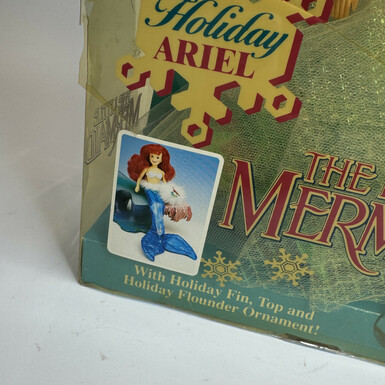 Holiday
ARIEL
THE
MERM
With Holiday Fin, Top and
Holiday Flounder Ornament!